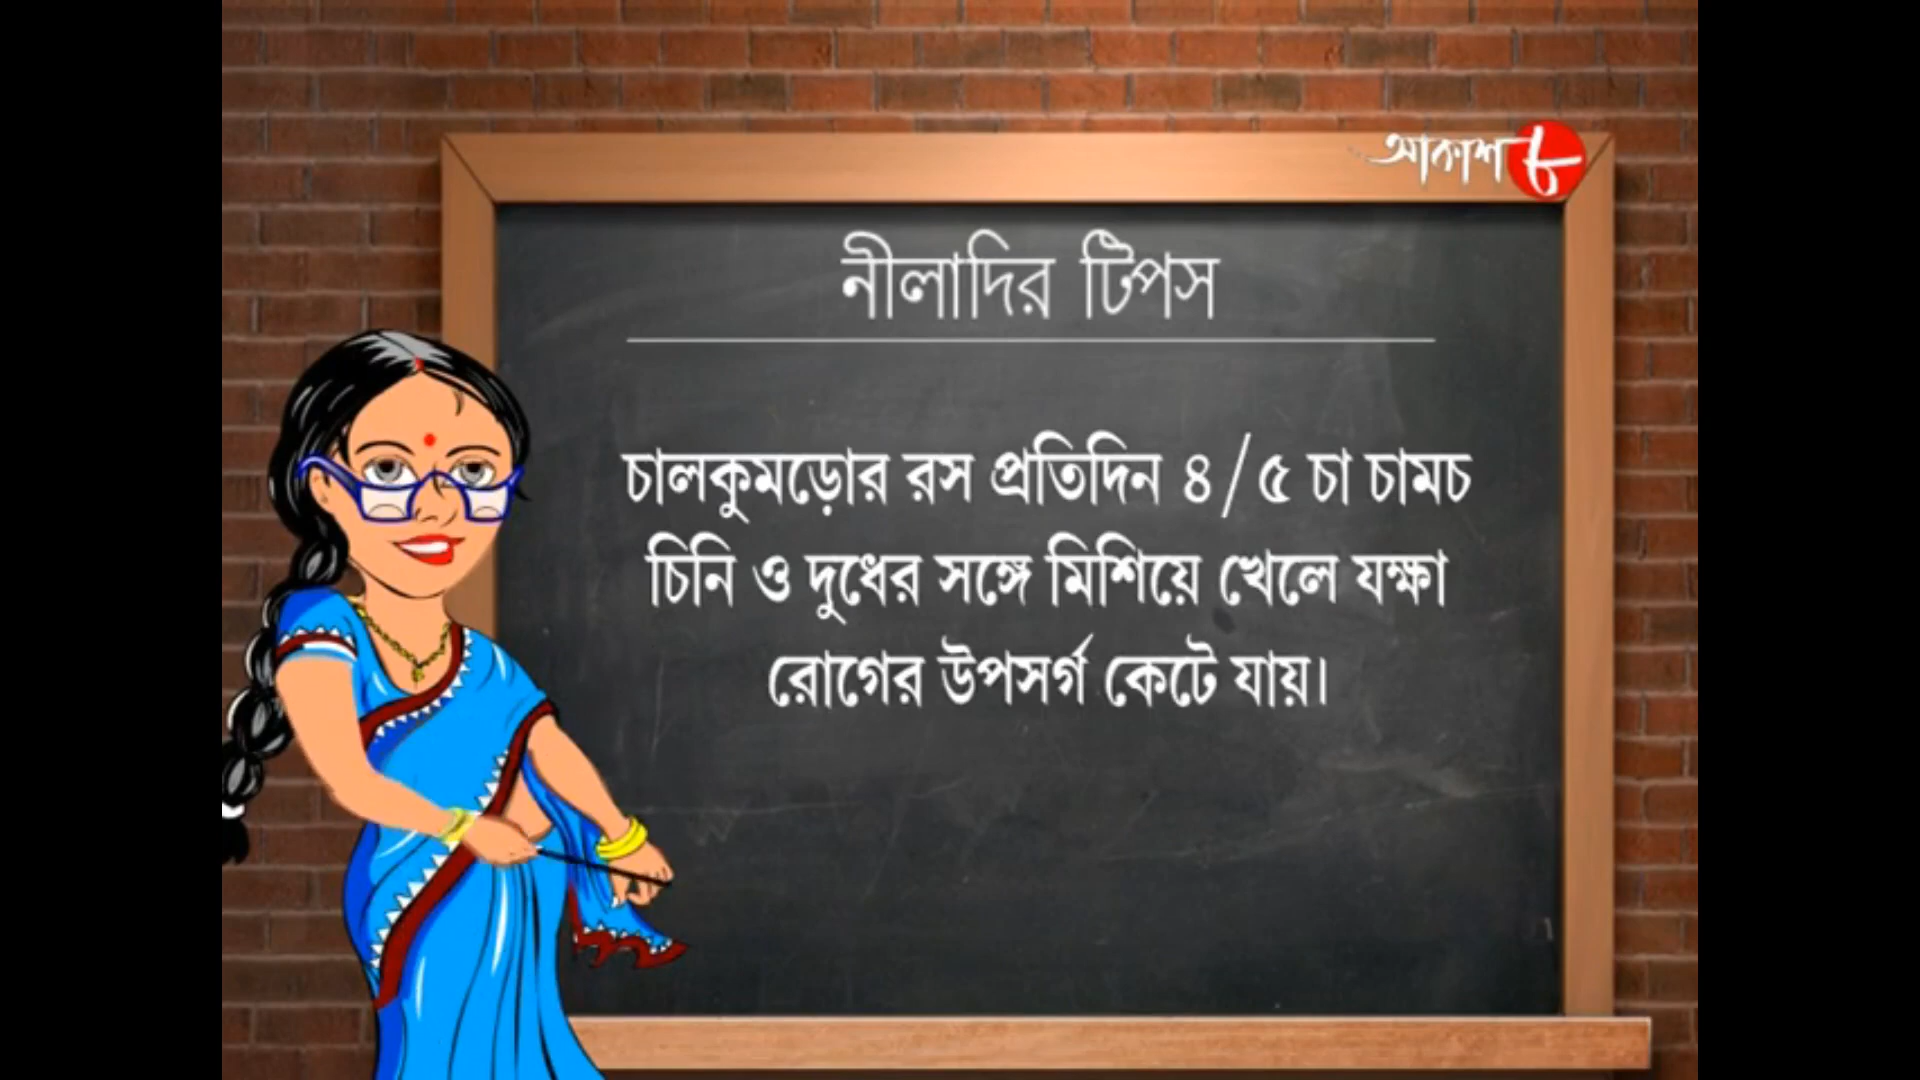 আকাশ ৮
নীলাদির টিপস
চালকুমড়োর রস প্রতিদিন ৪/৫ চা চামচ
চিনি ও দুধের সঙ্গে মিশিয়ে খেলে যক্ষা
রোগের উপসর্গ কেটে যায়।